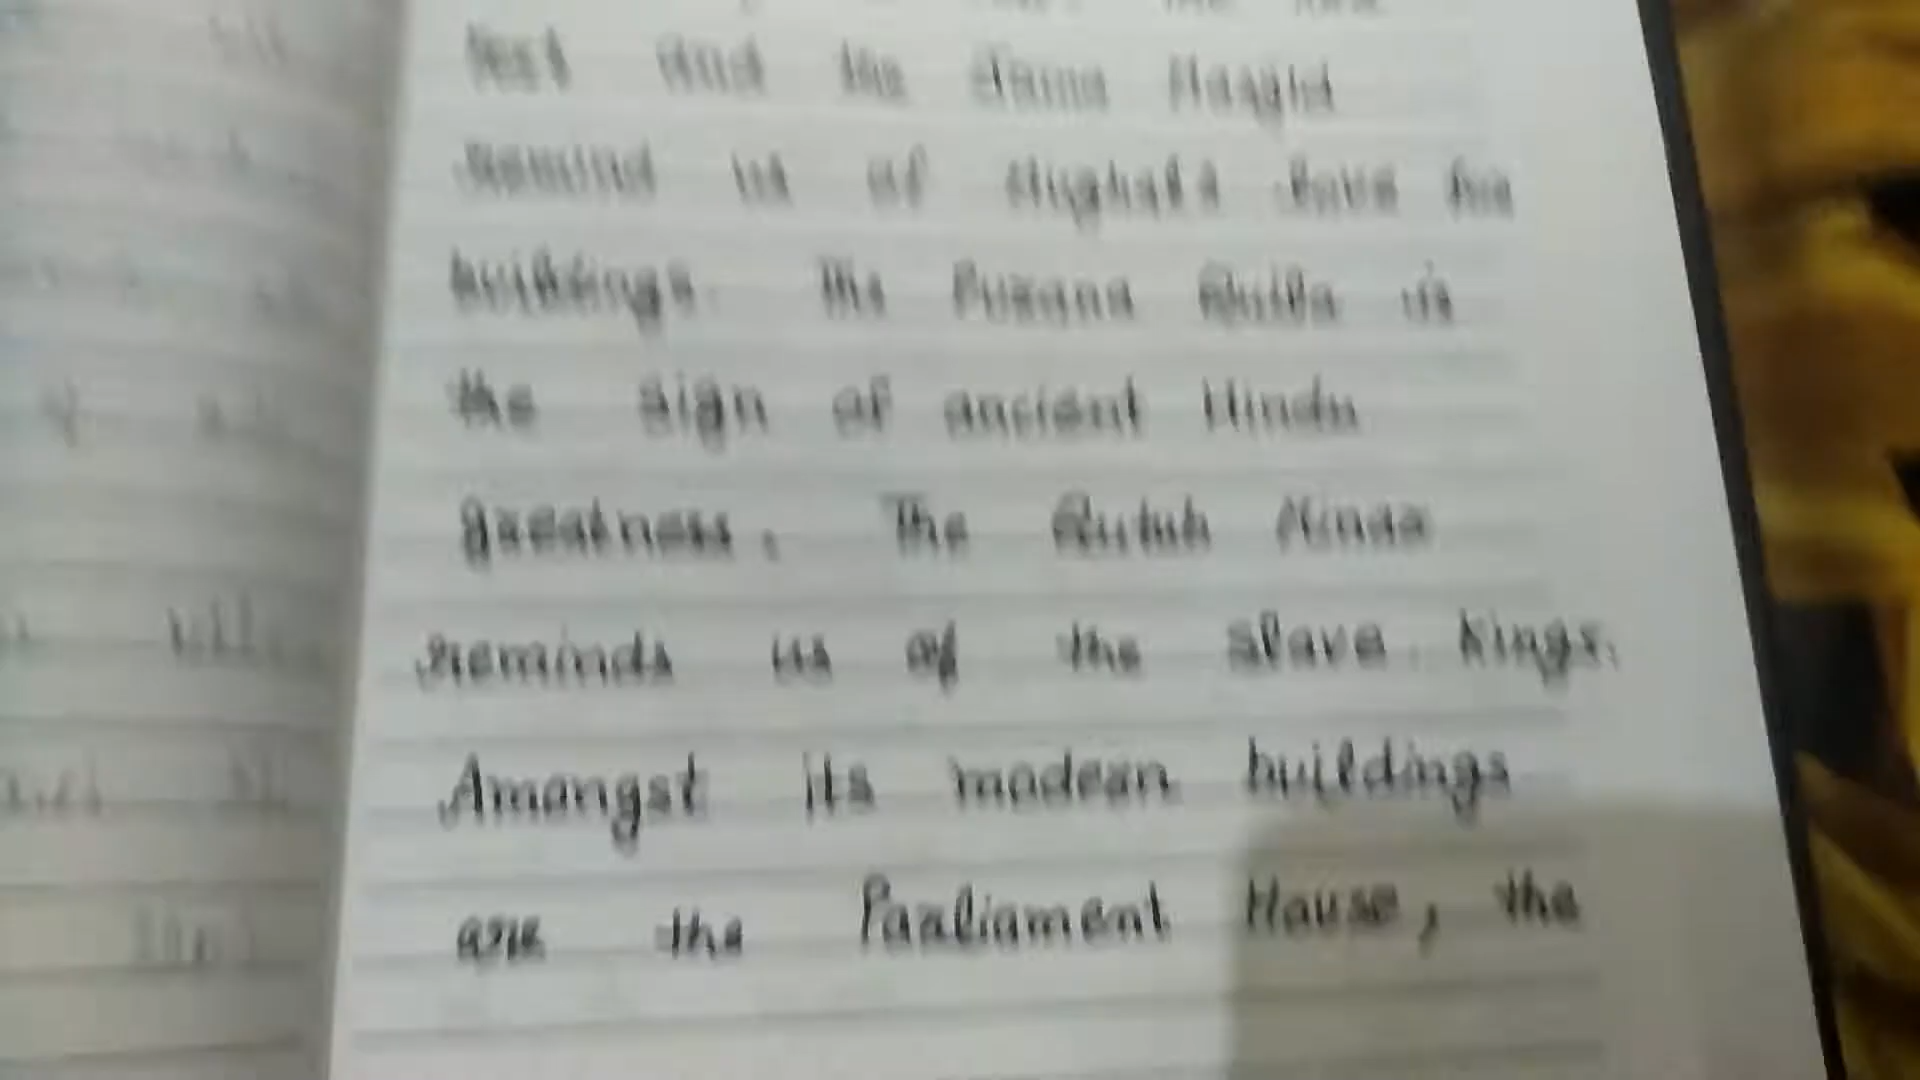 and the Jama Masjid
remind us of Mughals love for
buildings. The Purana Quila is
the sign of ancient Hindu
greatness. The Qutub Minar
reminds us of the slave kings.
Amongst its modern buildings
are the Parliament House, the